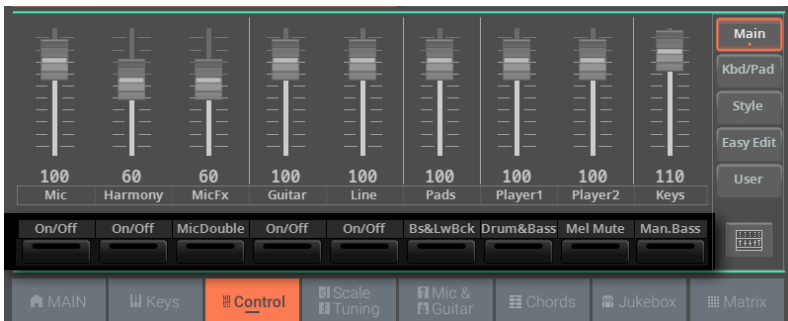 Main
Kbd/Pad
Style
Easy Edit
User
100 60 60 100 100 100 100 100 110
Mic Harmony MicFx Guitar Line Pads Player1 Player2 Keys
On/Off On/Off MicDouble On/Off On/Off Bs&LwBck Drum&Bass Mel Mute Man.Bass
MAIN Keys Control Scale Tuning Mic & Guitar Chords Jukebox Matrix